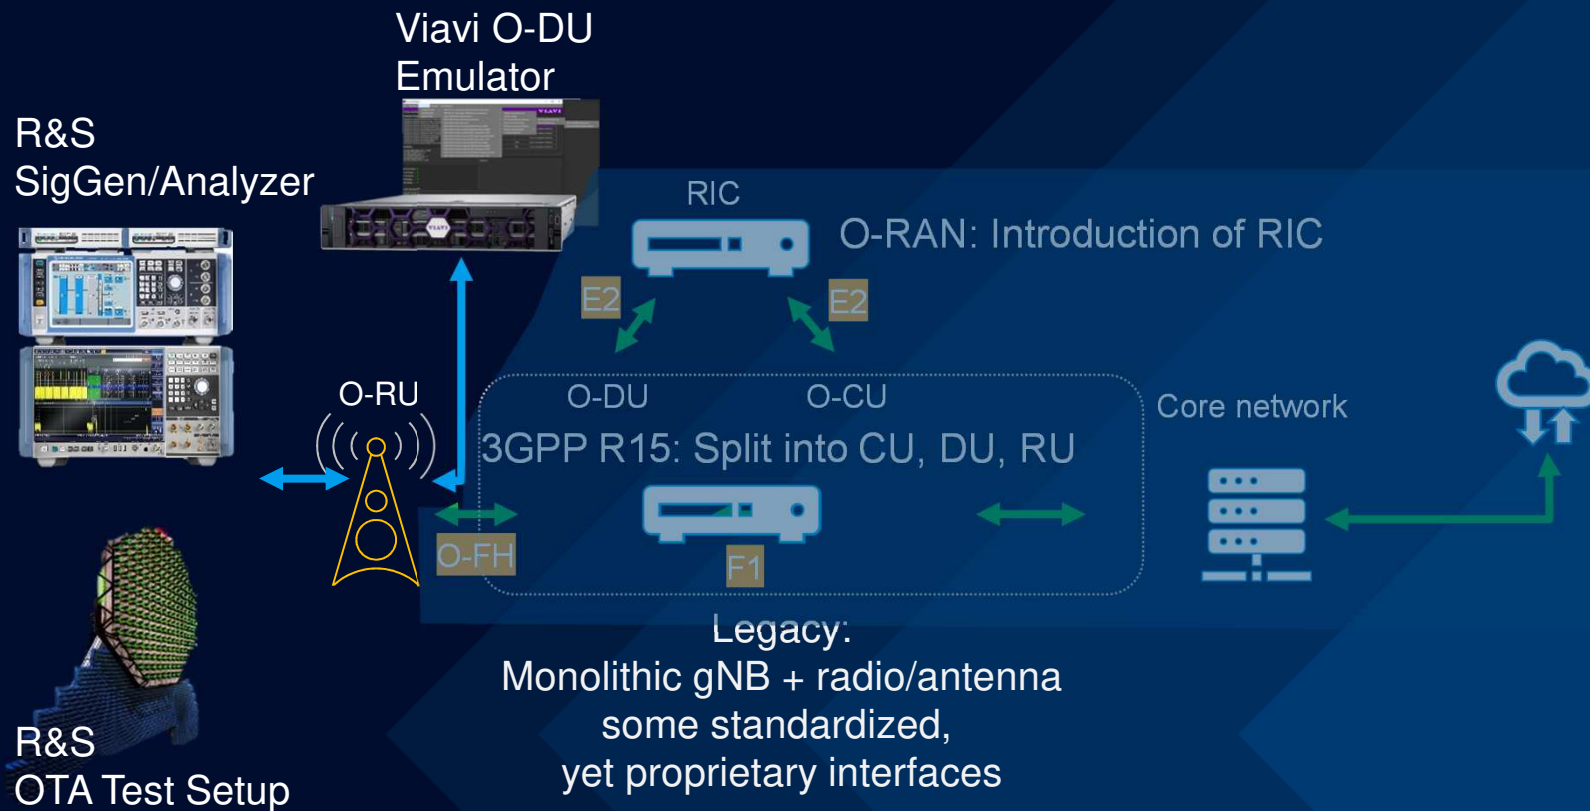 Viavi O-DU
Emulator
R&S
SigGen/Analyzer
VIAVI
VIAVI
RIC
O-RAN: Introduction of RIC
E2
E2
O-RU
O-DU
O-CU
Core network
3GPP R15: Split into CU, DU, RU
O-FH
F1
Legacy:
Monolithic gNB + radio/antenna
some standardized,
yet proprietary interfaces
R&S
OTA Test Setup